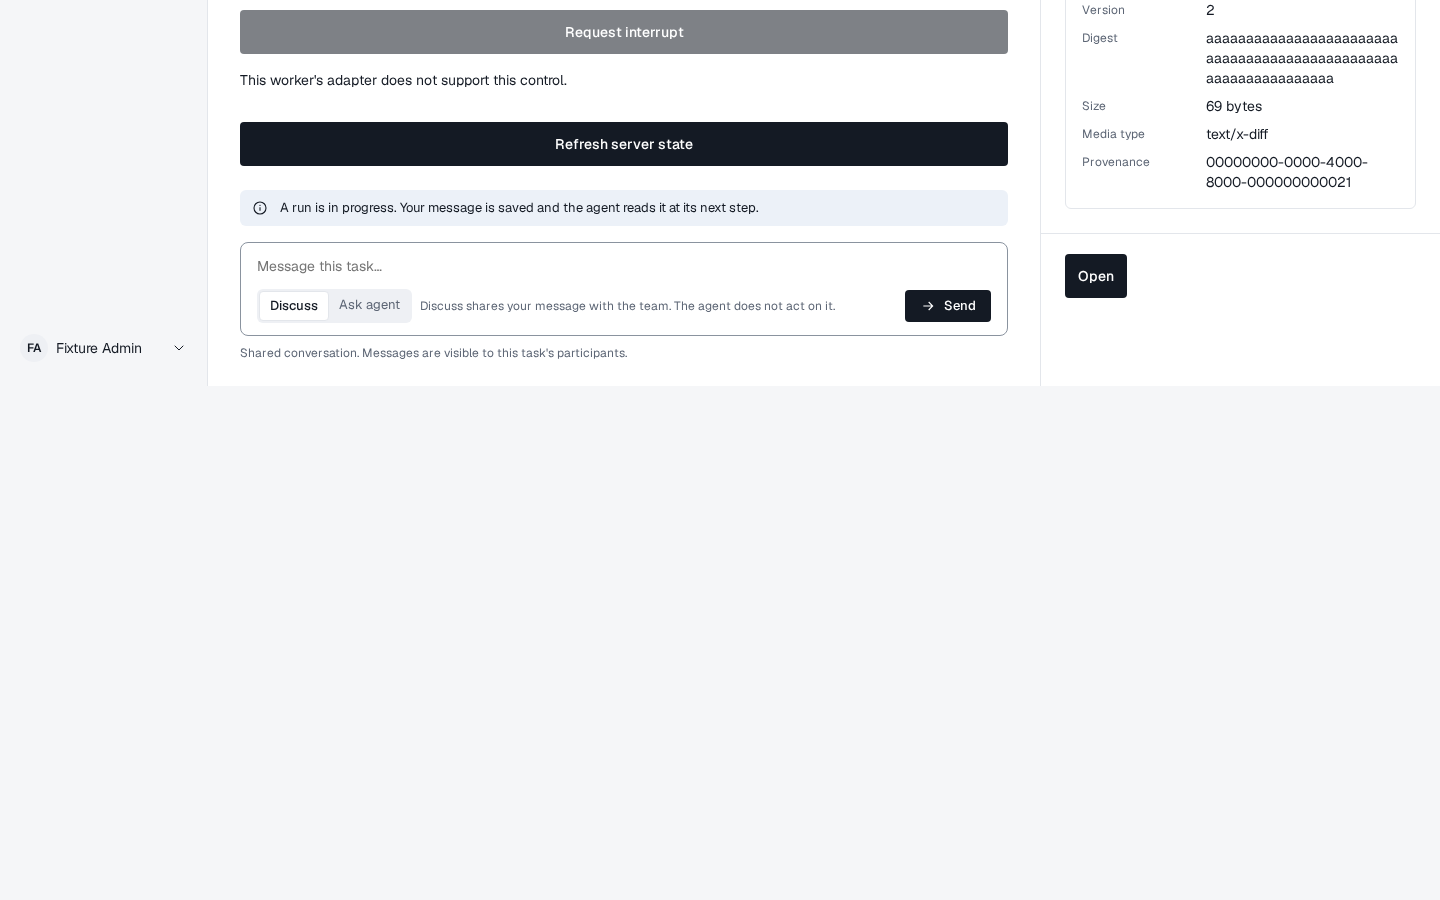 Request interrupt
This worker's adapter does not support this control.
Refresh server state
A run is in progress. Your message is saved and the agent reads it at its next step.
Message this task…
Discuss
Ask agent
Discuss shares your message with the team. The agent does not act on it.
Send
Shared conversation. Messages are visible to this task's participants.
FA
Fixture Admin
Version
2
Digest
aaaaaaaaaaaaaaaaaaaaaaaa
aaaaaaaaaaaaaaaaaaaaaaaa
aaaaaaaaaaaaaaaa
Size
69 bytes
Media type
text/x-diff
Provenance
00000000-0000-4000-
8000-000000000021
Open